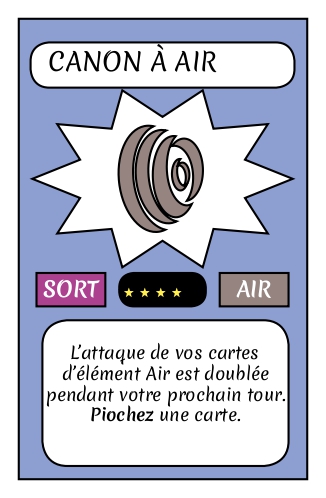 CANON À AIR
SORT
AIR
L'attaque de vos cartes
d'élément Air est doublée
pendant votre prochain tour.
Piochez une carte.